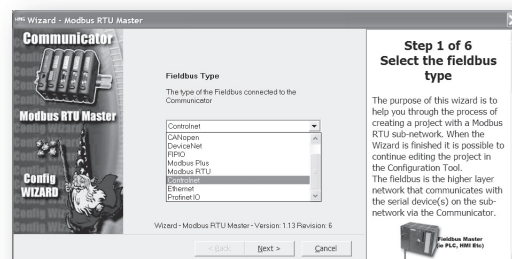 HMS Wizard - Modbus RTU Master
Communicator
Modbus RTU Master
Config
WIZARD
Fieldbus Type
The type of the Fieldbus connected to the
Communicator
Controlnet
CANopen
DeviceNet
FIPIO
Modbus Plus
Modbus RTU
Controlnet
Ethernet
Profinet IO
Wizard - Modbus RTU Master - Version: 1.13 Revision: 6
< Back
Next >
Cancel
Step 1 of 6
Select the fieldbus
type
The purpose of this wizard is to
help you through the process of
creating a project with a Modbus
RTU sub-network. When the
Wizard is finished it is possible to
continue editing the project in
the Configuration Tool.
The fieldbus is the higher layer
network that communicates with
the serial device(s) on the sub-
network via the Communicator.
Fieldbus Master
(ie PLC, HMI Etc)